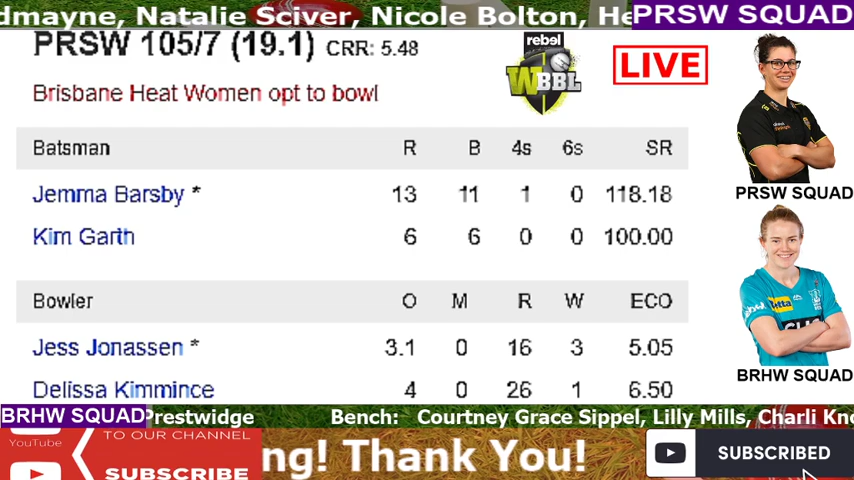 dmayne, Natalie Sciver, Nicole Bolton, He
PRSW SQUAD
PRSW 105/7 (19.1) CRR: 5.48
rebel
WBBL
LIVE
Brisbane Heat Women opt to bowl
Batsman R B 4s 6s SR
Jemma Barsby * 13 11 1 0 118.18
Kim Garth 6 6 0 0 100.00
PRSW SQUAD
Bowler O M R W ECO
Jess Jonassen * 3.1 0 16 3 5.05
Delissa Kimmince 4 0 26 1 6.50
BRHW SQUAD
BRHW SQUAD Prestwidge Bench: Courtney Grace Sippel, Lilly Mills, Charli Kno
YouTube
TO OUR CHANNEL
SUBSCRIBE
ng! Thank You!
SUBSCRIBED